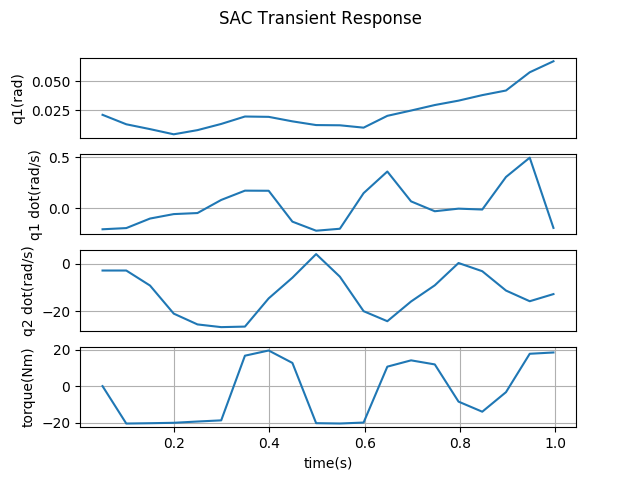 SAC Transient Response
q1(rad)
0.050
0.025
q1 dot(rad/s)
0.5
0.0
q2 dot(rad/s)
0
−20
torque(Nm)
20
0
−20
0.2 0.4 0.6 0.8 1.0
time(s)